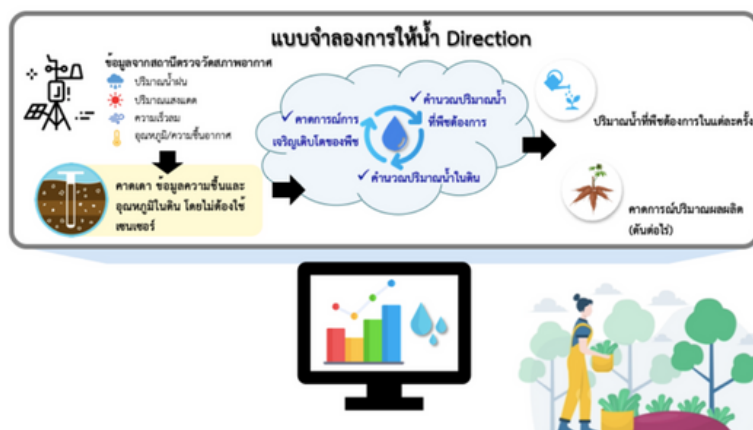 แบบจำลองการให้น้ำ Direction
ข้อมูลจากสถานีตรวจวัดสภาพอากาศ
ปริมาณน้ำฝน
ปริมาณแสงแดด
ความเร็วลม
อุณหภูมิ/ความชื้นอากาศ
คาดเดา ข้อมูลความชื้นและ
อุณหภูมิในดิน โดยไม่ต้องใช้
เซนเซอร์
✓ คาดการณ์การ
เจริญเติบโตของพืช
✓ คำนวณปริมาณน้ำ
ที่พืชต้องการ
✓ คำนวณปริมาณน้ำในดิน
ปริมาณน้ำที่พืชต้องการในแต่ละครั้ง
คาดการณ์ปริมาณผลผลิต
(ตันต่อไร่)